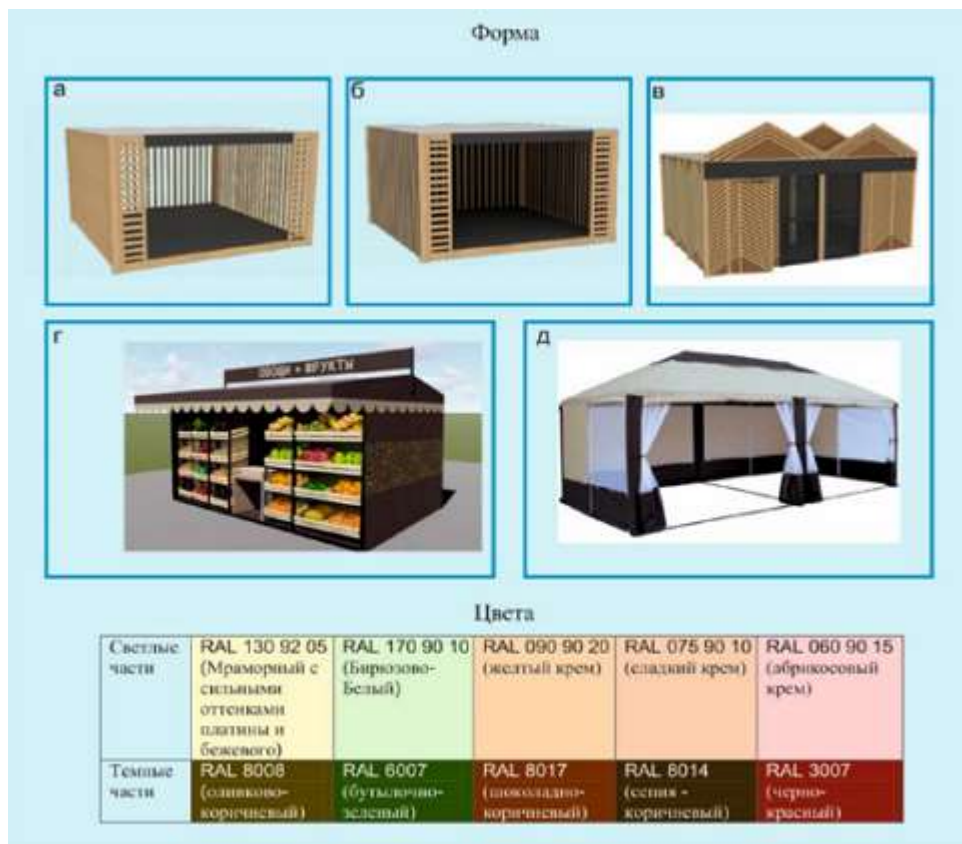 Форма
а
б
в
г
ОВОЩИ + ФРУКТЫ
д
Цвета
Светлые части
RAL 130 92 05
(Мраморный с
сильными
оттенками
платины и
бежевого)
RAL 170 90 10
(Бирюзово-
Белый)
RAL 090 90 20
(желтый крем)
RAL 075 90 10
(сладкий крем)
RAL 060 90 15
(абрикосовый
крем)
Темные
части
RAL 8008
(оливково-
коричневый)
RAL 6007
(бутылочно-
зеленый)
RAL 8017
(шоколадно-
коричневый)
RAL 8014
(сепия -
коричневый)
RAL 3007
(черно-
красный)